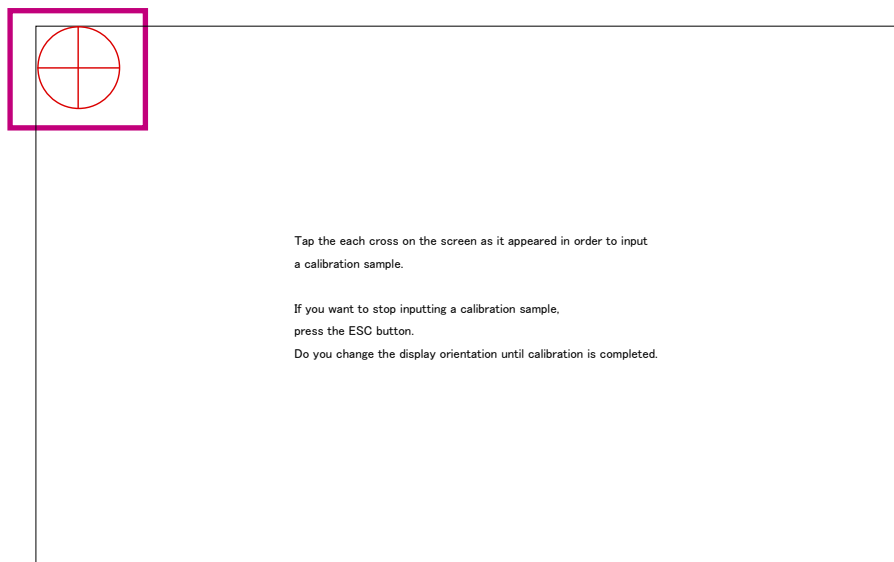 Tap the each cross on the screen as it appeared in order to input
a calibration sample.
If you want to stop inputting a calibration sample,
press the ESC button.
Do you change the display orientation until calibration is completed.